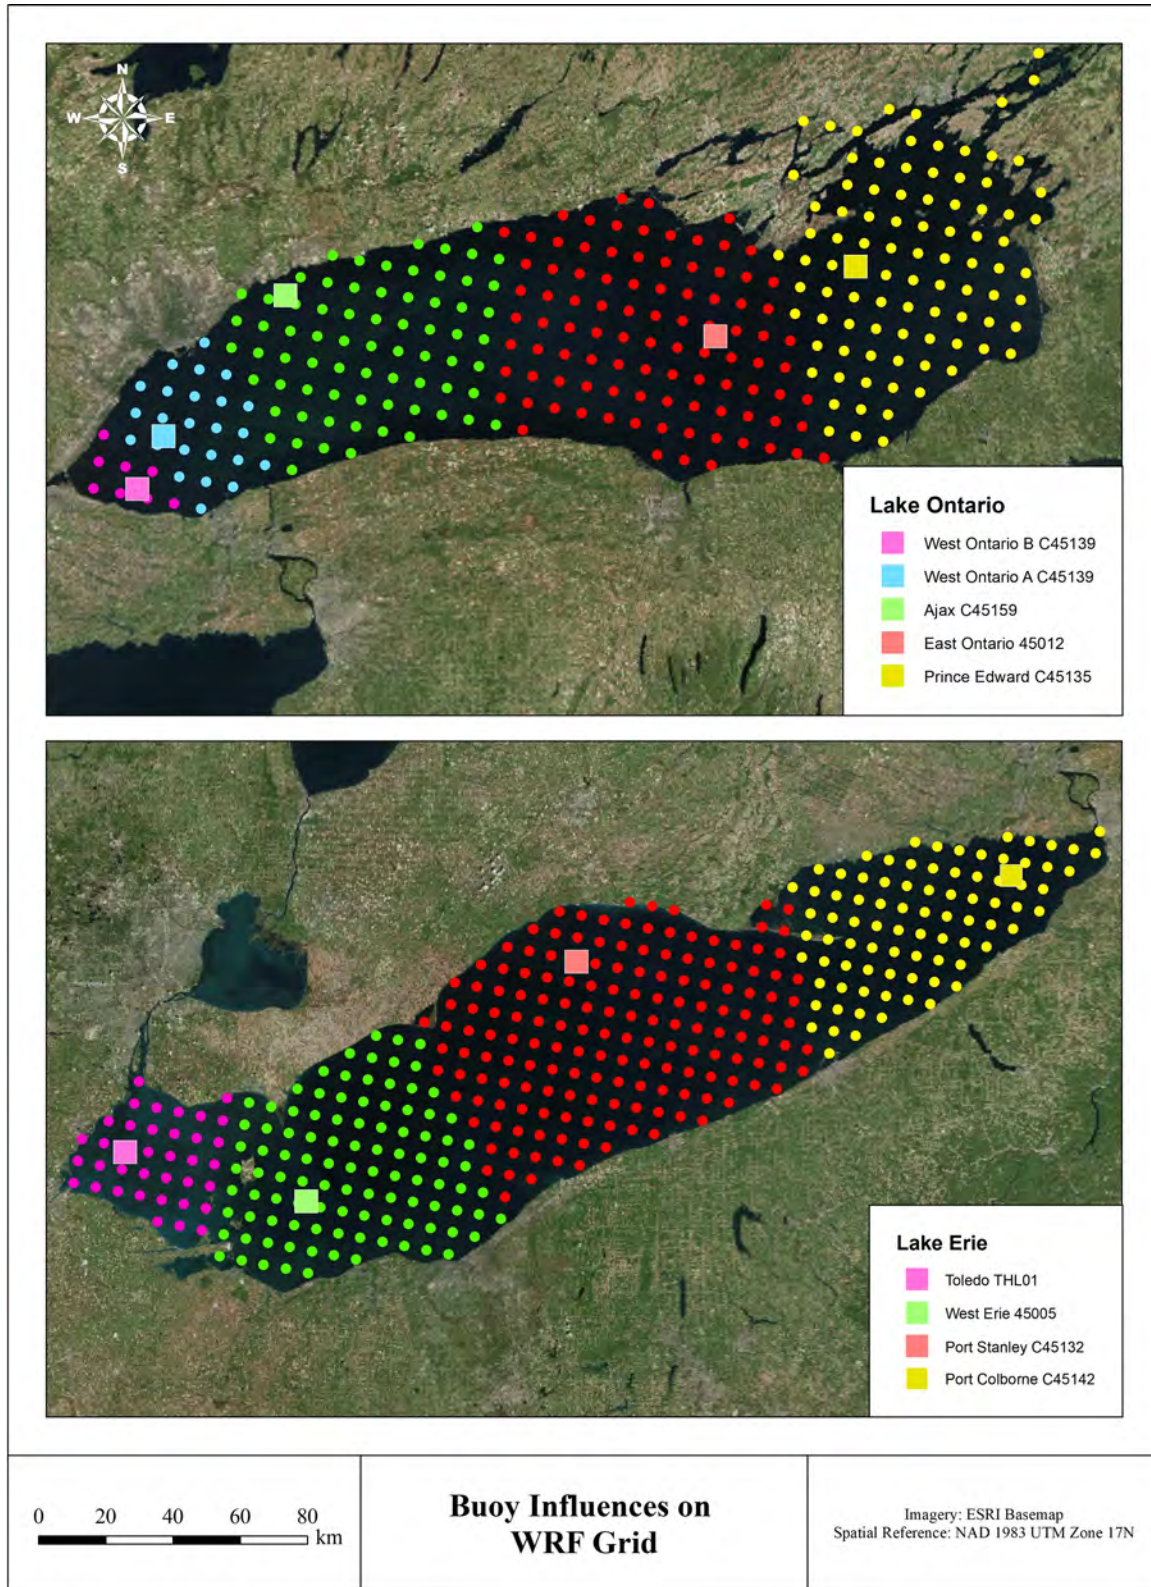 N
W E
S
Lake Ontario
West Ontario B C45139
West Ontario A C45139
Ajax C45159
East Ontario 45012
Prince Edward C45135
Lake Erie
Toledo THL01
West Erie 45005
Port Stanley C45132
Port Colborne C45142
0 20 40 60 80
km
Buoy Influences on
WRF Grid
Imagery: ESRI Basemap
Spatial Reference: NAD 1983 UTM Zone 17N